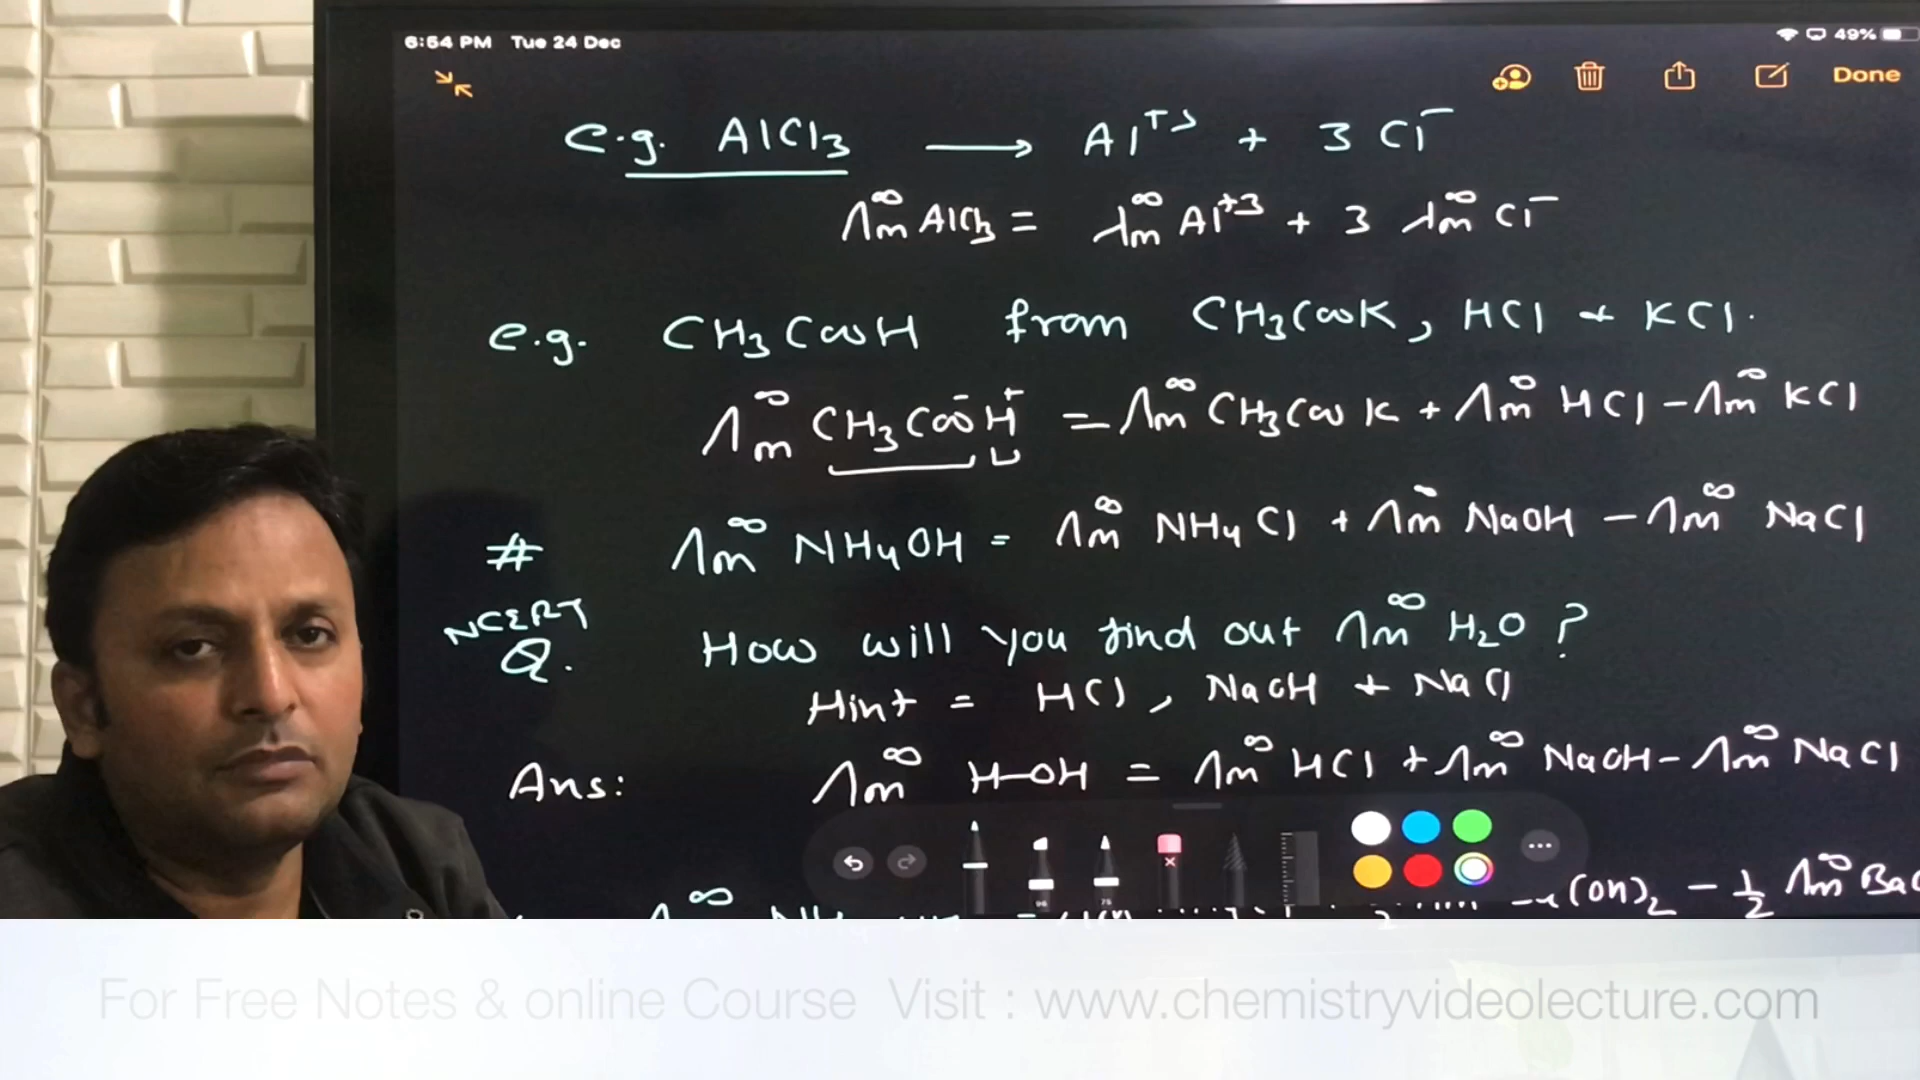 6:54 PM Tue 24 Dec 49%
Done
e.g. AlCl3 ⟶ Al+3 + 3 Cl⁻
Λm∞ AlCl3 = λm∞ Al+3 + 3 λm∞ Cl⁻
e.g. CH3COOH from CH3COOK, HCl + KCl.
Λm∞ CH3COO⁻H⁺ = Λm∞ CH3COOK + Λm∞ HCl - Λm∞ KCl
# Λm∞ NH4OH = Λm∞ NH4Cl + Λm∞ NaOH - Λm∞ NaCl
NCERT
Q. How will you find out Λm∞ H2O ?
Hint = HCl, NaOH + NaCl
Ans: Λm∞ H-OH = Λm∞ HCl + Λm∞ NaOH - Λm∞ NaCl
(OH)2 - 1/2 Λm∞ BaC
For Free Notes & online Course Visit : www.chemistryvideolecture.com